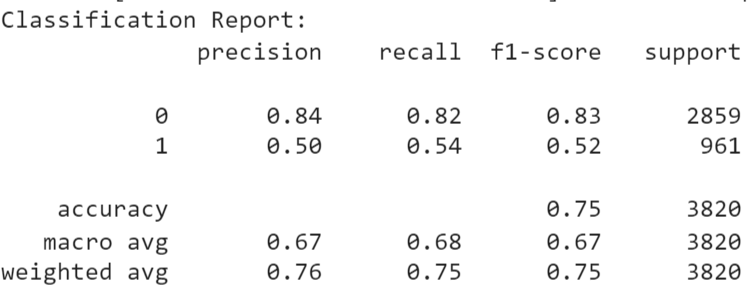 Classification Report:
precision recall f1-score support
0 0.84 0.82 0.83 2859
1 0.50 0.54 0.52 961
accuracy 0.75 3820
macro avg 0.67 0.68 0.67 3820
weighted avg 0.76 0.75 0.75 3820